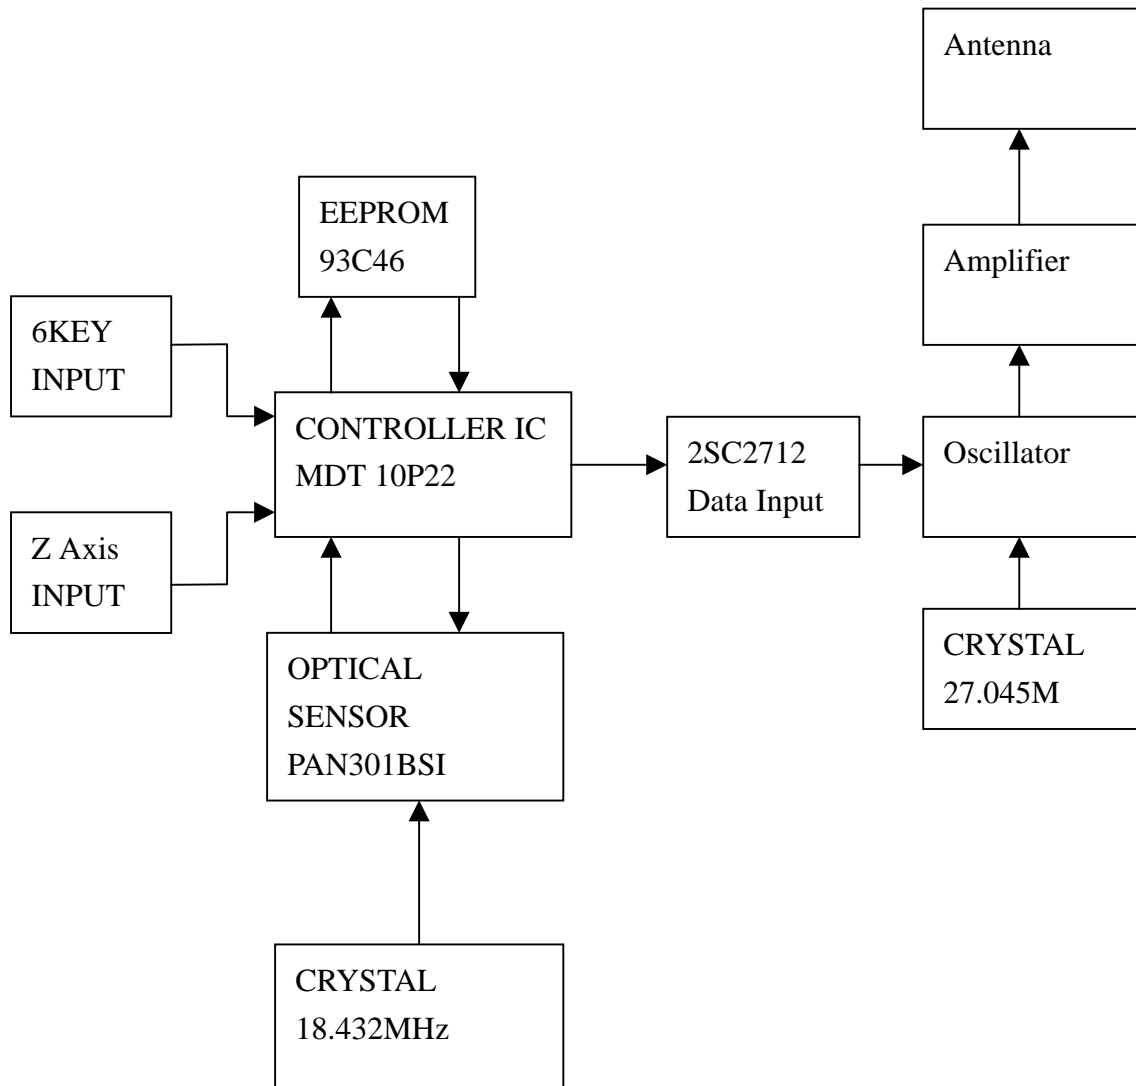 Antenna
EEPROM
93C46
Amplifier
6KEY
INPUT
CONTROLLER IC
MDT 10P22
2SC2712
Data Input
Oscillator
Z Axis
INPUT
OPTICAL
SENSOR
PAN301BSI
CRYSTAL
27.045M
CRYSTAL
18.432MHz